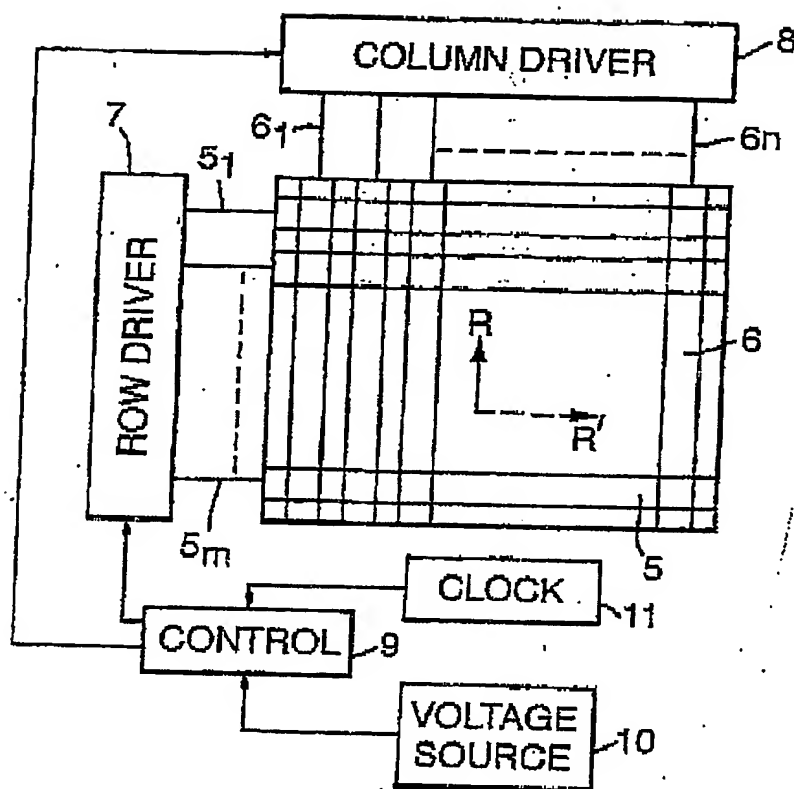 COLUMN DRIVER
8
7
6₁
6n
5₁
ROW DRIVER
R
6
R'
5m
5
CLOCK
11
CONTROL
9
VOLTAGE
SOURCE
10